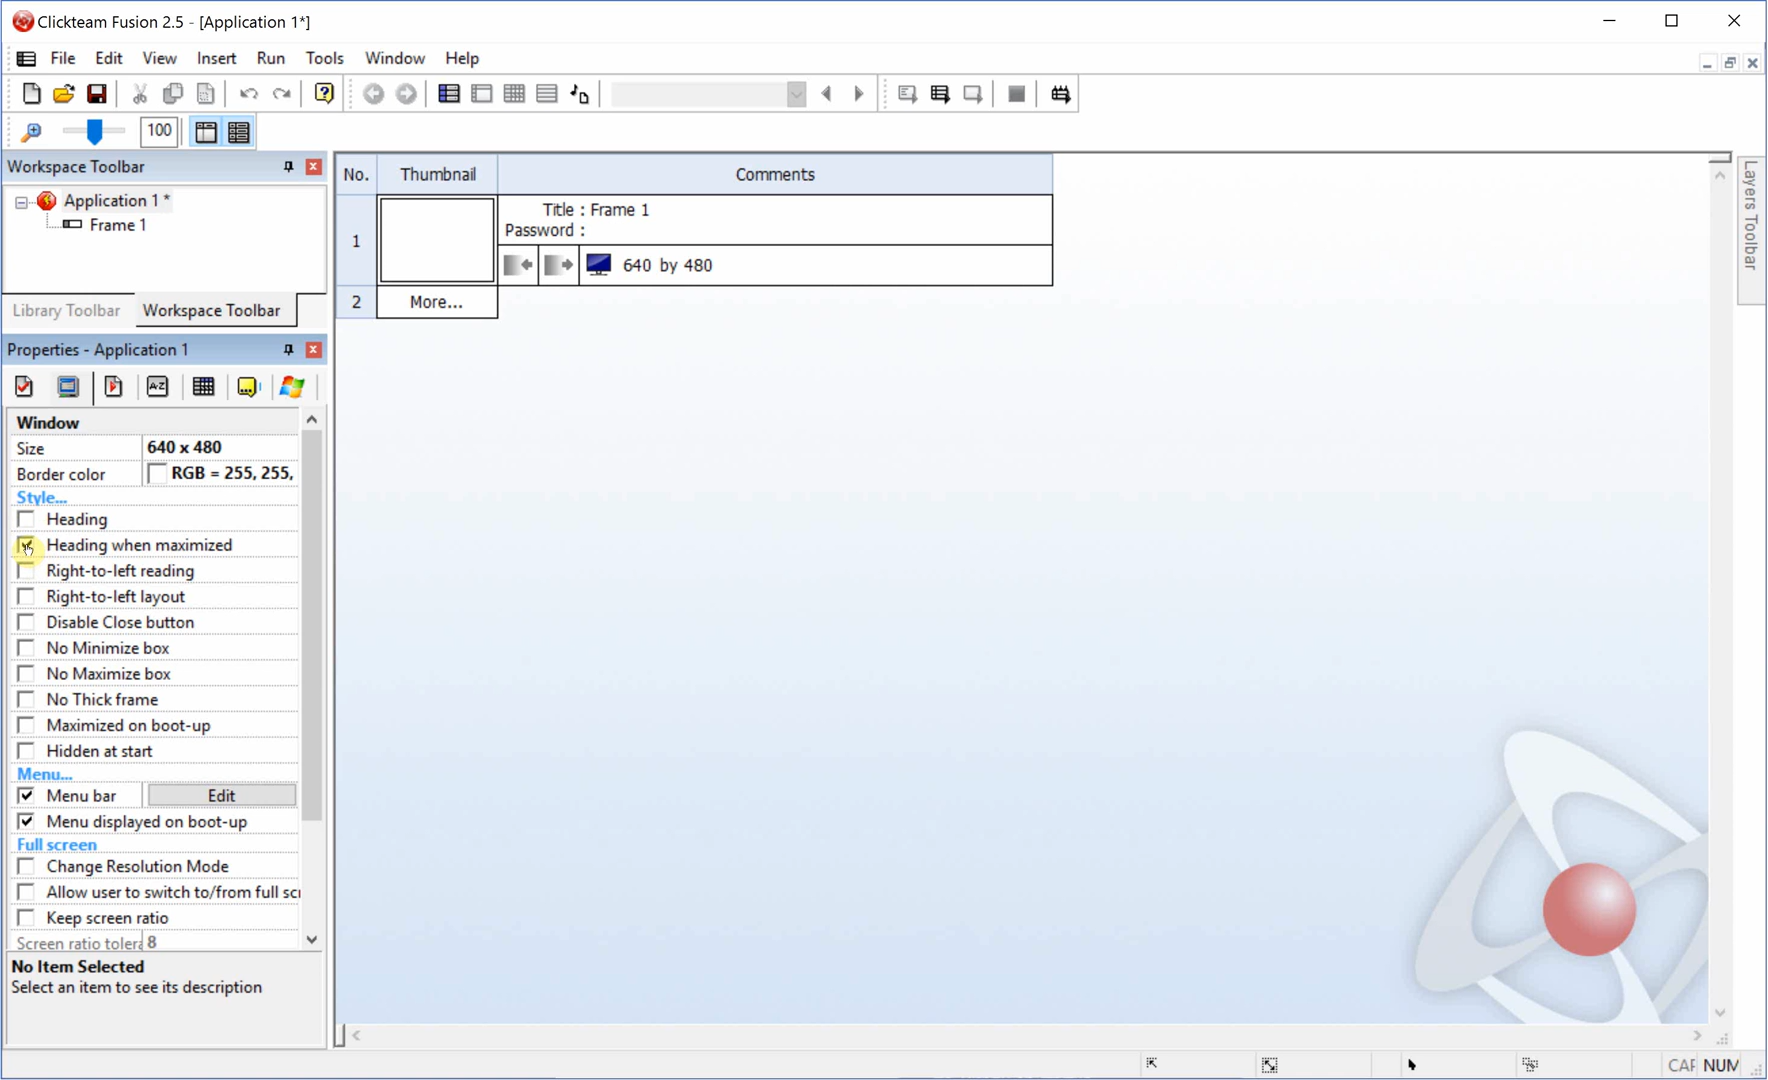 Clickteam Fusion 2.5 - [Application 1*]
File Edit View Insert Run Tools Window Help
100
Workspace Toolbar
Application 1 *
Frame 1
Library Toolbar Workspace Toolbar
Properties - Application 1
Window
Size 640 x 480
Border color RGB = 255, 255,
Style...
Heading
Heading when maximized
Right-to-left reading
Right-to-left layout
Disable Close button
No Minimize box
No Maximize box
No Thick frame
Maximized on boot-up
Hidden at start
Menu...
Menu bar Edit
Menu displayed on boot-up
Full screen
Change Resolution Mode
Allow user to switch to/from full scr
Keep screen ratio
Screen ratio tolera 8
No Item Selected
Select an item to see its description
No. Thumbnail Comments
1
Title : Frame 1
Password :
640 by 480
2 More...
Layers Toolbar
CAP NUM